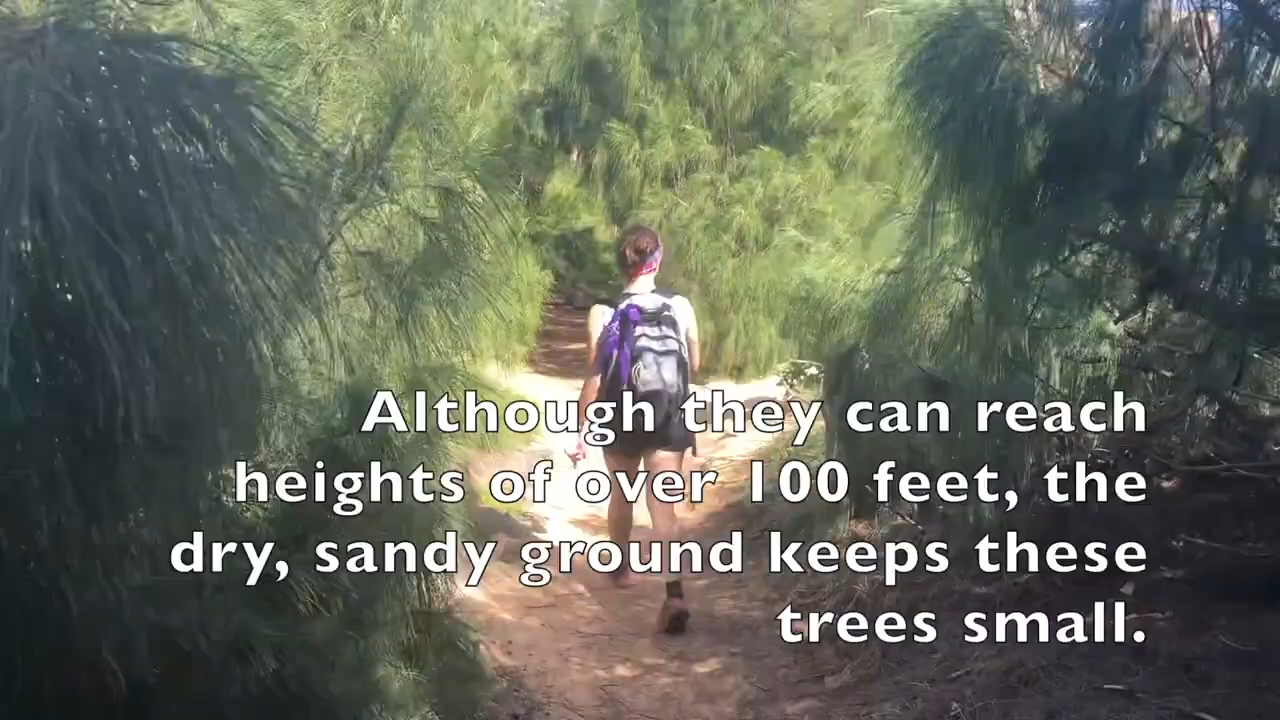 Although they can reach
heights of over 100 feet, the
dry, sandy ground keeps these
trees small.